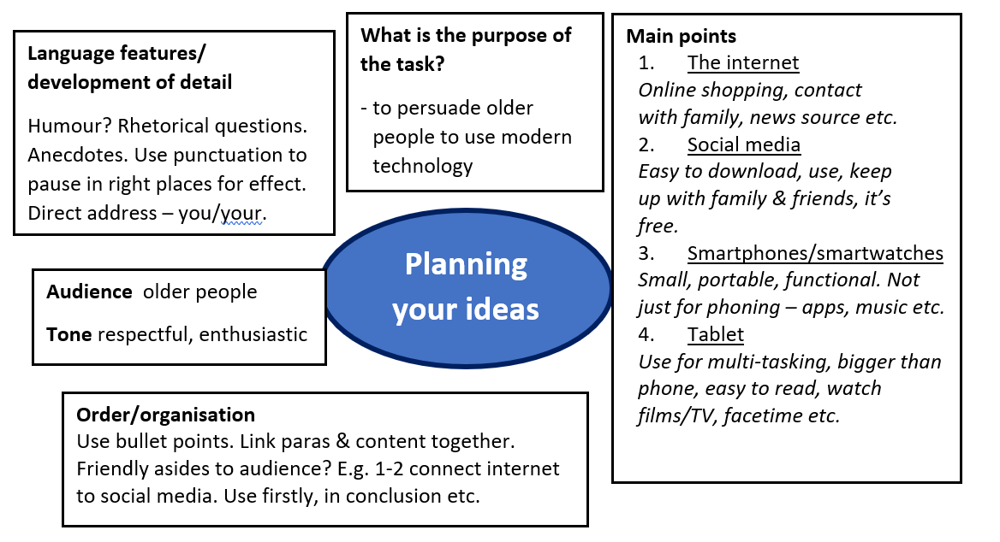 Language features/
development of detail
Humour? Rhetorical questions.
Anecdotes. Use punctuation to
pause in right places for effect.
Direct address – you/your.
What is the purpose of
the task?
- to persuade older
people to use modern
technology
Main points
1. The internet
Online shopping, contact
with family, news source etc.
2. Social media
Easy to download, use, keep
up with family & friends, it’s
free.
3. Smartphones/smartwatches
Small, portable, functional. Not
just for phoning – apps, music etc.
4. Tablet
Use for multi-tasking, bigger than
phone, easy to read, watch
films/TV, facetime etc.
Planning
your ideas
Audience older people
Tone respectful, enthusiastic
Order/organisation
Use bullet points. Link paras & content together.
Friendly asides to audience? E.g. 1-2 connect internet
to social media. Use firstly, in conclusion etc.